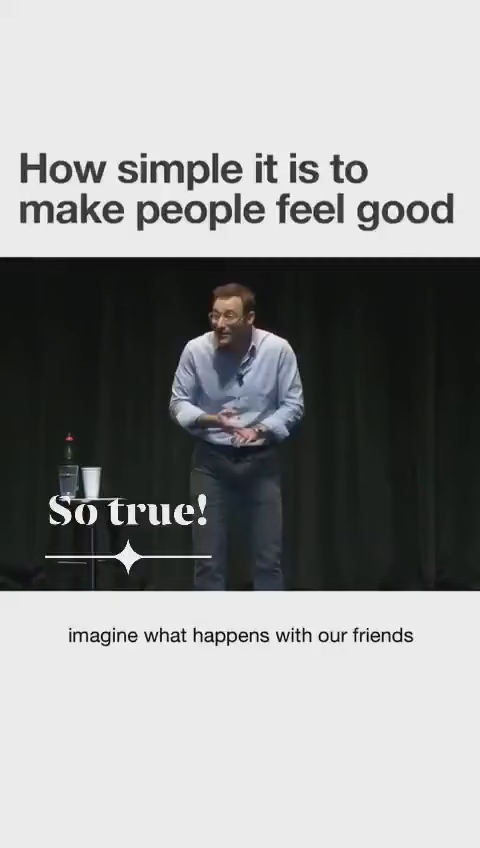 How simple it is to
make people feel good
So true!
imagine what happens with our friends